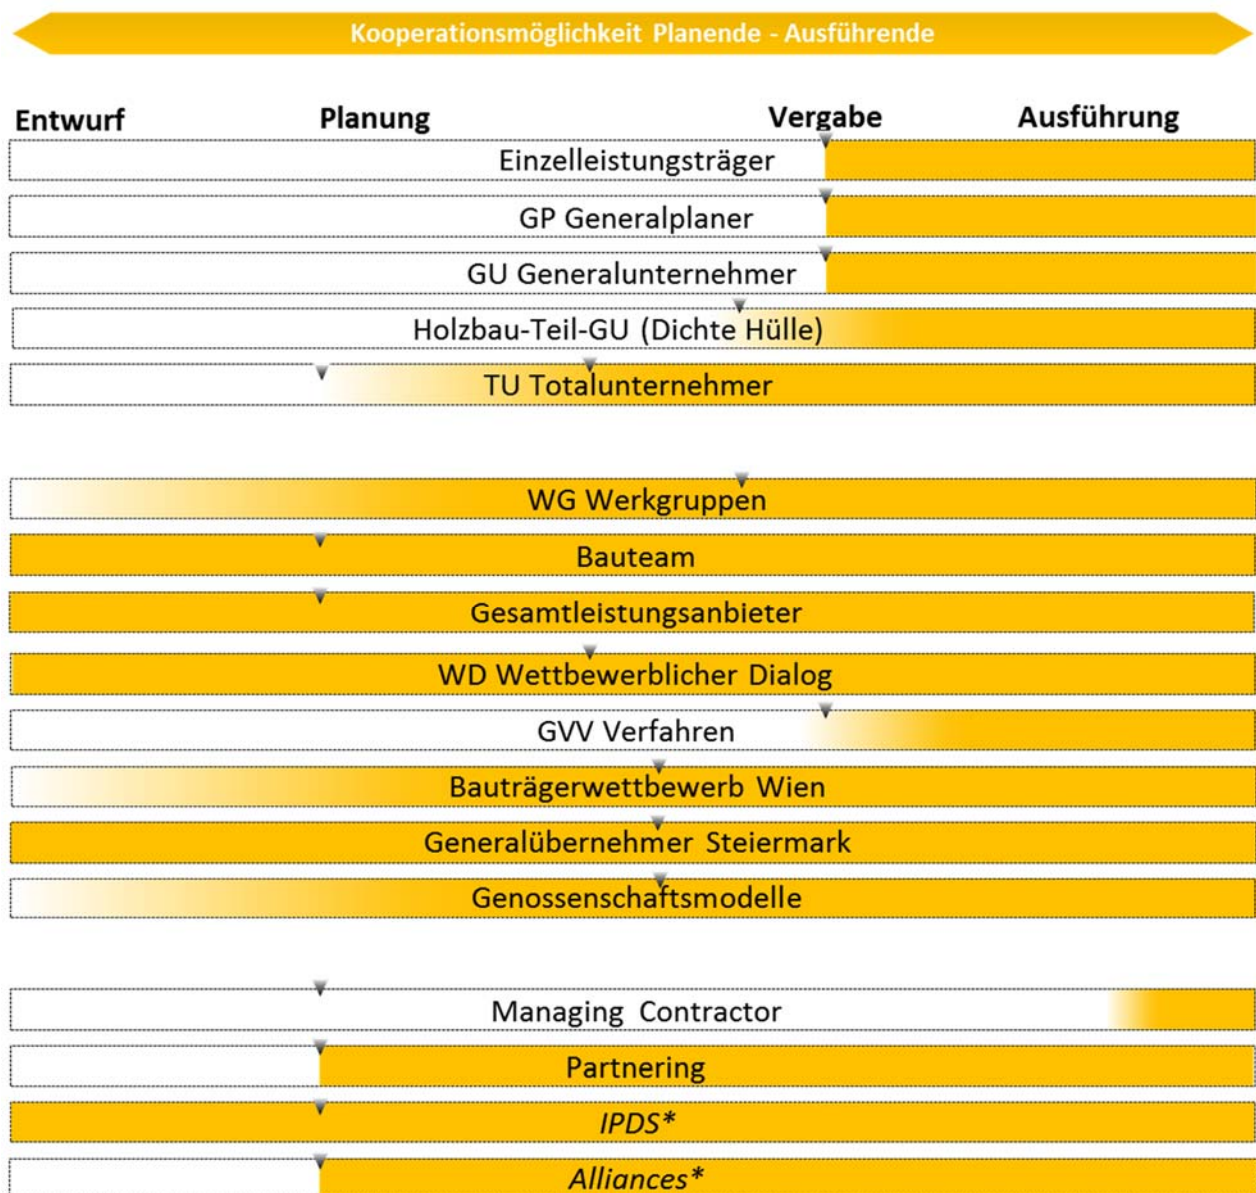 Kooperationsmöglichkeit Planende - Ausführende
Entwurf Planung Vergabe Ausführung
Einzelleistungsträger
GP Generalplaner
GU Generalunternehmer
Holzbau-Teil-GU (Dichte Hülle)
TU Totalunternehmer
WG Werkgruppen
Bauteam
Gesamtleistungsanbieter
WD Wettbewerblicher Dialog
GVV Verfahren
Bauträgerwettbewerb Wien
Generalübernehmer Steiermark
Genossenschaftsmodelle
Managing Contractor
Partnering
IPDS*
Alliances*